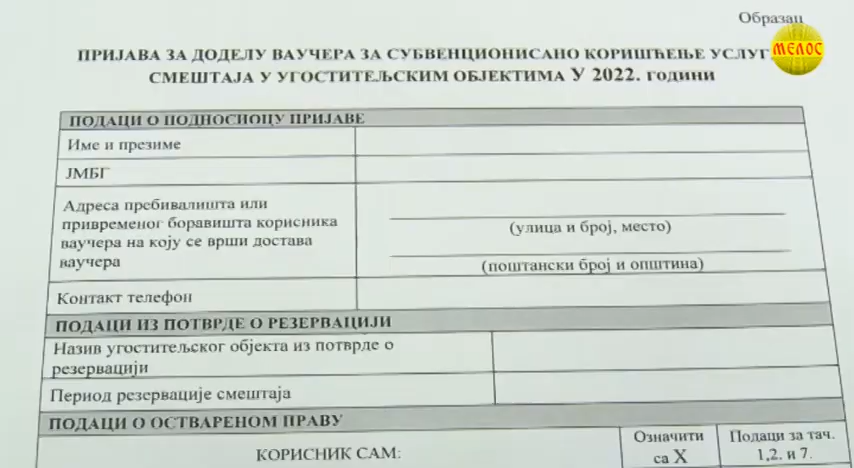 Образац
МЕЛОС
ПРИЈАВА ЗА ДОДЕЛУ ВАУЧЕРА ЗА СУБВЕНЦИОНИСАНО КОРИШЋЕЊЕ УСЛУГ
СМЕШТАЈА У УГОСТИТЕЉСКИМ ОБЈЕКТИМА У 2022. години
ПОДАЦИ О ПОДНОСИОЦУ ПРИЈАВЕ
Име и презиме
ЈМБГ
Адреса пребивалишта или
привременог боравишта корисника
ваучера на коју се врши достава
ваучера
(улица и број, место)
(поштански број и општина)
Контакт телефон
ПОДАЦИ ИЗ ПОТВРДЕ О РЕЗЕРВАЦИЈИ
Назив угоститељског објекта из потврде о
резервацији
Период резервације смештаја
ПОДАЦИ О ОСТВАРЕНОМ ПРАВУ
КОРИСНИК САМ:
Означити
са X
Подаци за тач.
1,2. и 7.